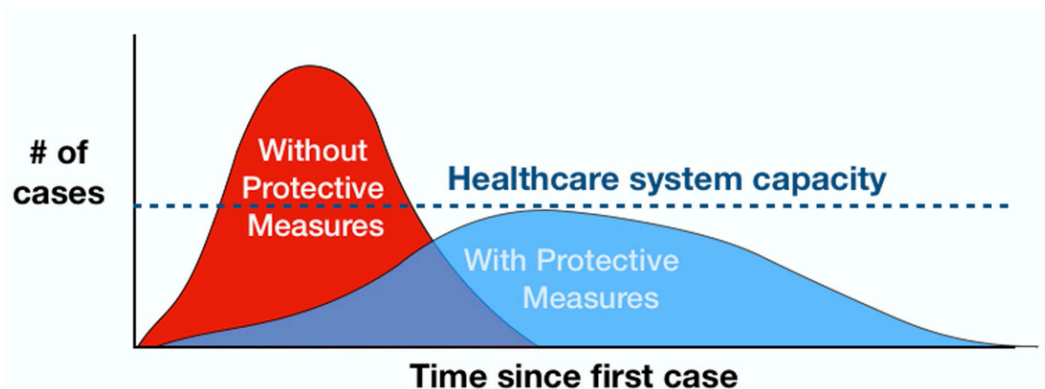 # of
cases
Without
Protective
Measures
Healthcare system capacity
With Protective
Measures
Time since first case